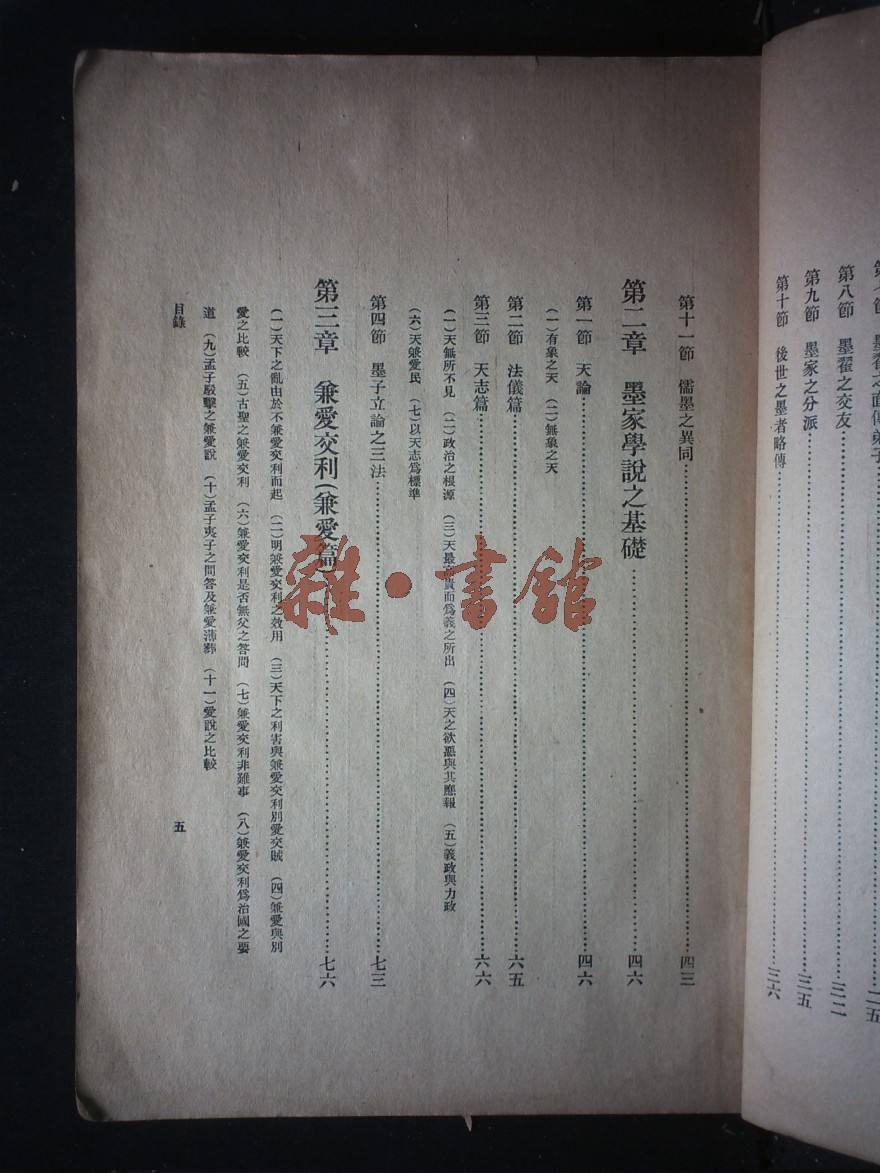 第八節　墨翟之交友……三二
第九節　墨家之分派……三五
第十節　後世之墨者略傳……三六
第十一節　儒墨之異同……四三
第二章　墨家學說之基礎……四六
第一節　天論……四六
（一）有象之天　（二）無象之天
第二節　法儀篇……六五
第三節　天志篇……六六
（一）天無所不見　（二）政治之根源　（三）天最高貴而爲義之所出　（四）天之欲惡與其應報　（五）義政與力政
（六）天兼愛民　（七）以天志爲標準
第四節　墨子立論之三法……七三
第三章　兼愛交利（兼愛篇）……七六
（一）天下之亂由於不兼愛交利而起　（二）明兼愛交利之效用　（三）天下之利害與兼愛交利別愛交賊　（四）兼愛與別
愛之比較　（五）古聖之兼愛交利　（六）兼愛交利是否無父之答問　（七）兼愛交利非難事　（八）兼愛交利爲治國之要
道　（九）孟子駁擊之兼愛說　（十）孟子夷子之問答及兼愛薄葬　（十一）愛說之比較
目錄
五
雜·書館